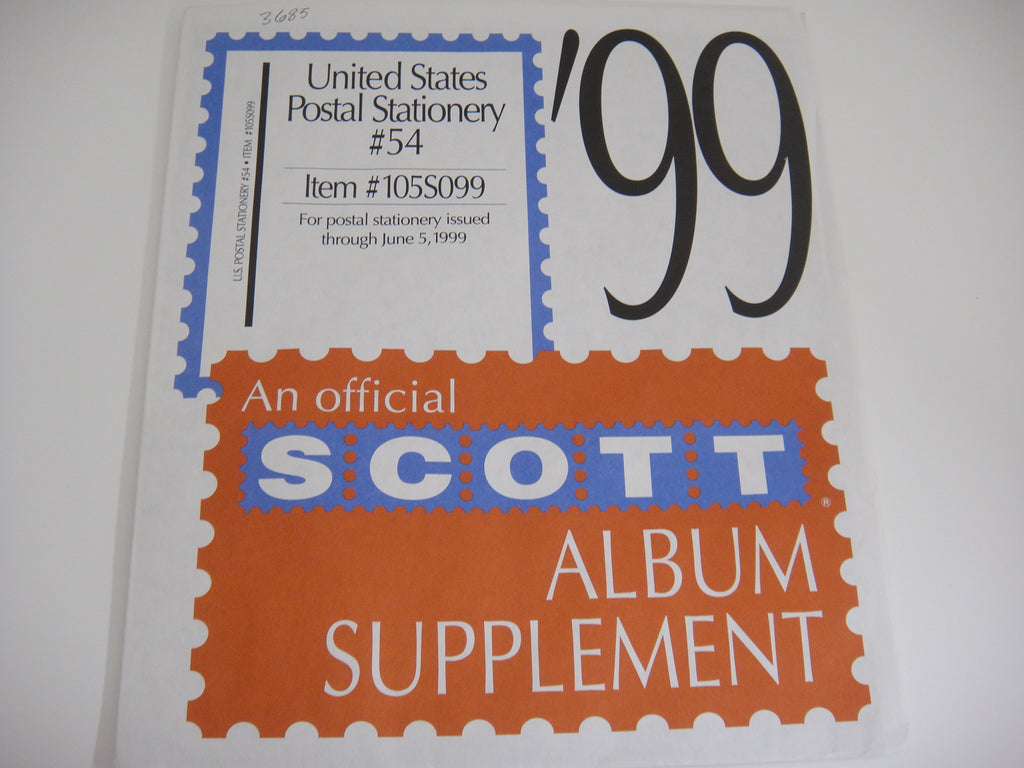 3685
United States
Postal Stationery
#54
Item #105S099
For postal stationery issued
through June 5, 1999
U.S. POSTAL STATIONERY #54 • ITEM #105S099
'99
An official
SCOTT
®
ALBUM
SUPPLEMENT